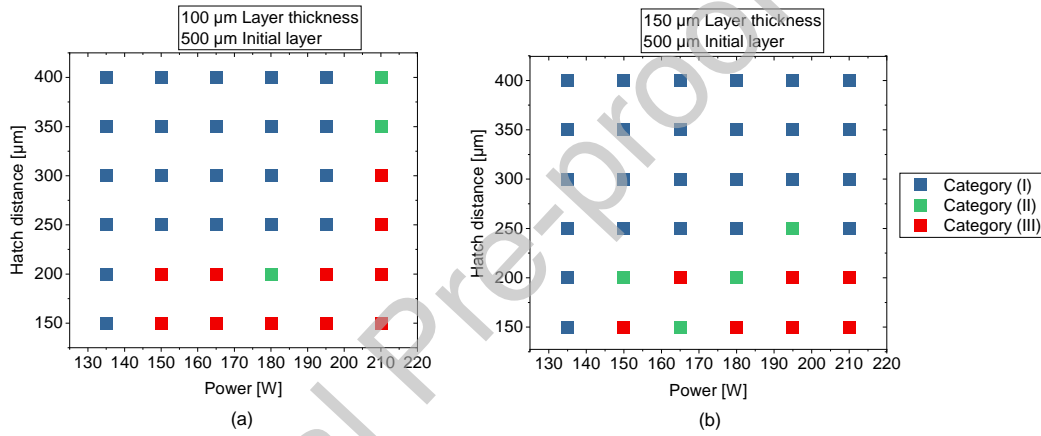 100 µm Layer thickness
500 µm Initial layer
Hatch distance [µm]
400
350
300
250
200
150
130 140 150 160 170 180 190 200 210 220
Power [W]
(a)
150 µm Layer thickness
500 µm Initial layer
Hatch distance [µm]
400
350
300
250
200
150
130 140 150 160 170 180 190 200 210 220
Power [W]
(b)
Category (I)
Category (II)
Category (III)
al Pre-proo